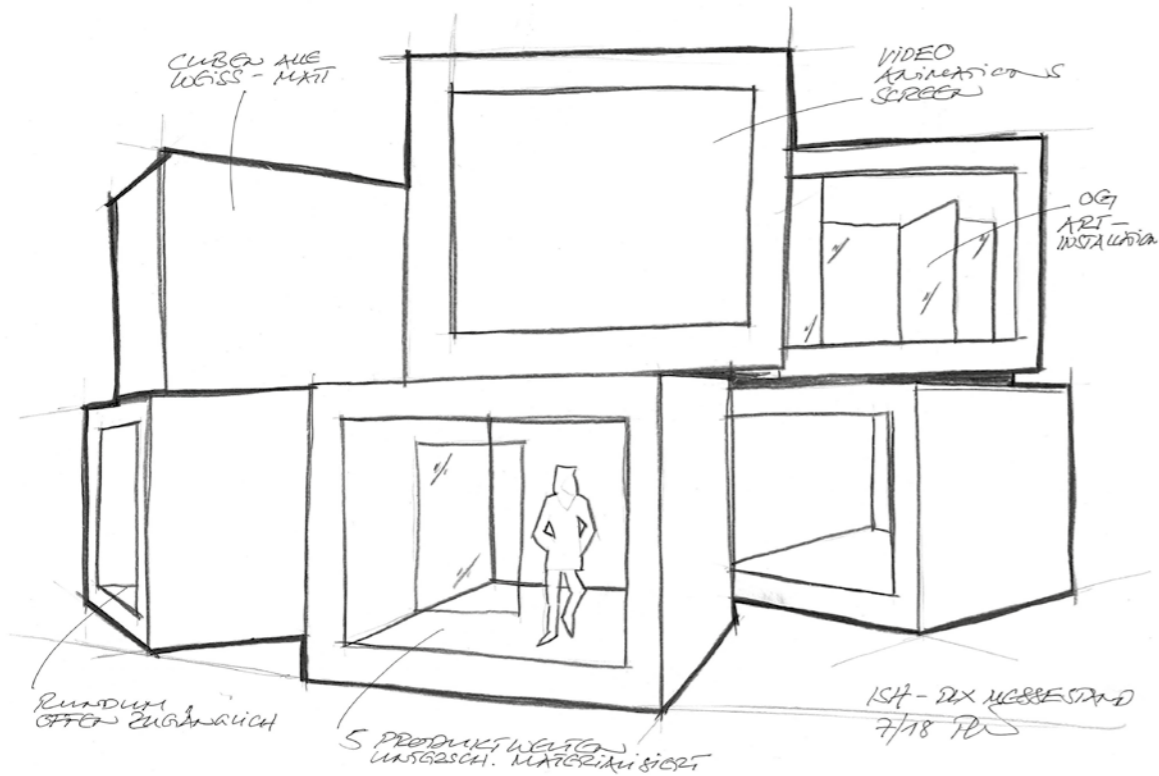 CUBEN ALLE
WEISS - MATT
VIDEO
ANIMATIONS
SCREEN
OG
ART-
INSTALLATION
RUNDUM
OFFEN ZUGÄNGLICH
5 PRODUKTWELTEN
UNTERSCH. MATERIALISIERT
ISH - MESSESTAND
7/18